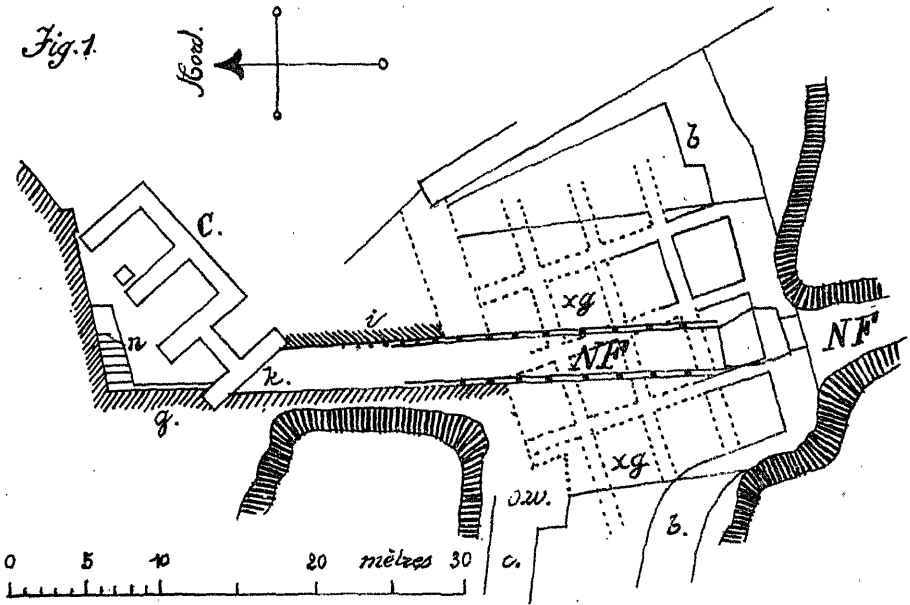 Fig. 1.
Nord.
b
C.
xg
i
n
NF
NF
k.
g.
xg
o.w.
b.
c.
0 5 10 20 mètres 30